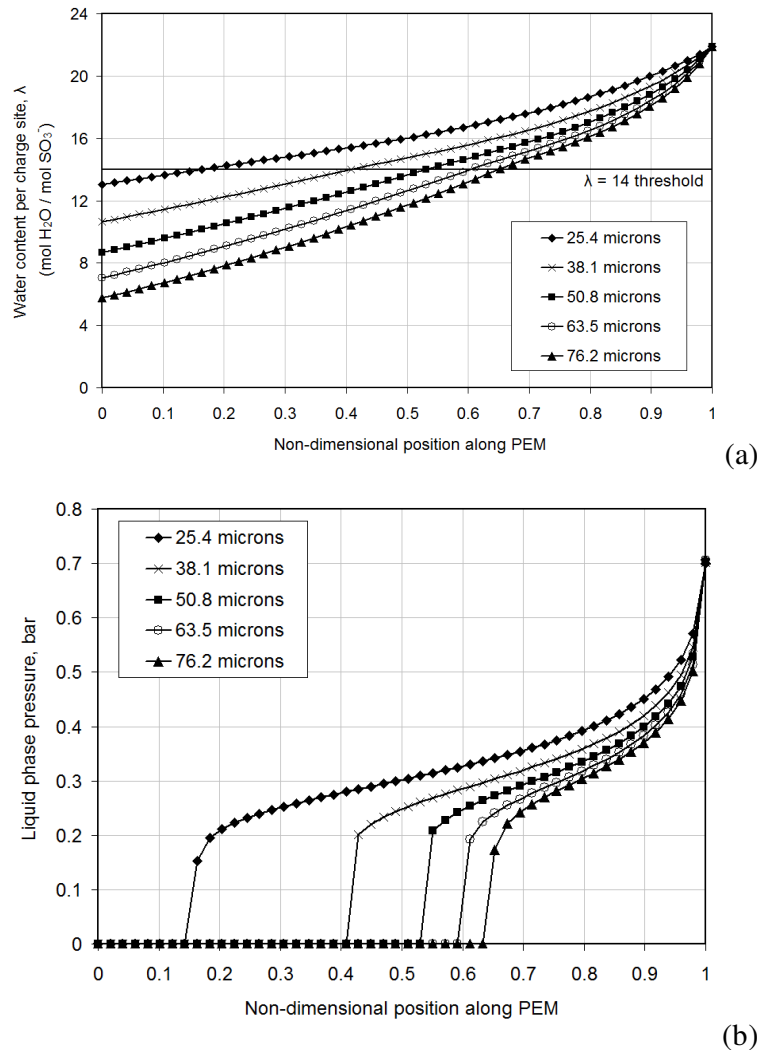 24
20
16
12
8
4
0
Water content per charge site, λ
(mol H₂O / mol SO₃⁻)
λ = 14 threshold
25.4 microns
38.1 microns
50.8 microns
63.5 microns
76.2 microns
0 0.1 0.2 0.3 0.4 0.5 0.6 0.7 0.8 0.9 1
Non-dimensional position along PEM
(a)
0.8
0.7
0.6
0.5
0.4
0.3
0.2
0.1
0
Liquid phase pressure, bar
25.4 microns
38.1 microns
50.8 microns
63.5 microns
76.2 microns
0 0.1 0.2 0.3 0.4 0.5 0.6 0.7 0.8 0.9 1
Non-dimensional position along PEM
(b)